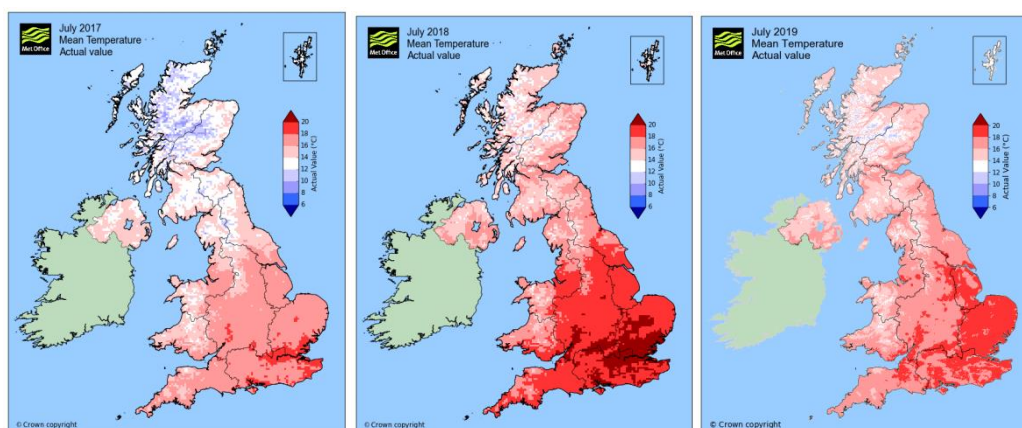 July 2017
Mean Temperature
Actual value
Met Office
20
18
16
14
12
10
8
6
Actual Value (°C)
© Crown copyright
July 2018
Mean Temperature
Actual value
Met Office
20
18
16
14
12
10
8
6
Actual Value (°C)
© Crown copyright
July 2019
Mean Temperature
Actual value
Met Office
20
18
16
14
12
10
8
6
Actual Value (°C)
© Crown copyright